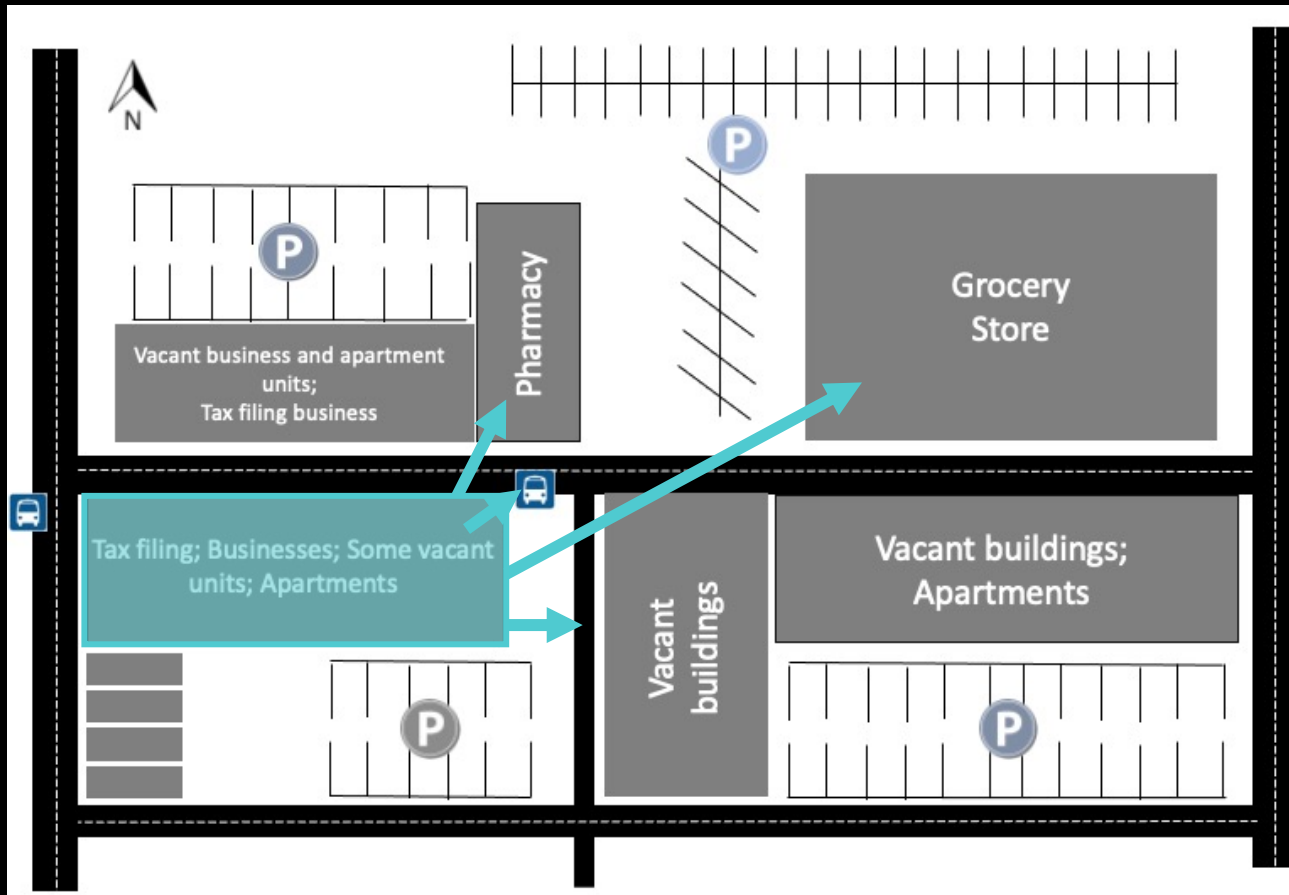 N
P
P
Pharmacy
Grocery
Store
Vacant business and apartment
units;
Tax filing business
Tax filing; Businesses; Some vacant
units; Apartments
Vacant
buildings
Vacant buildings;
Apartments
P
P